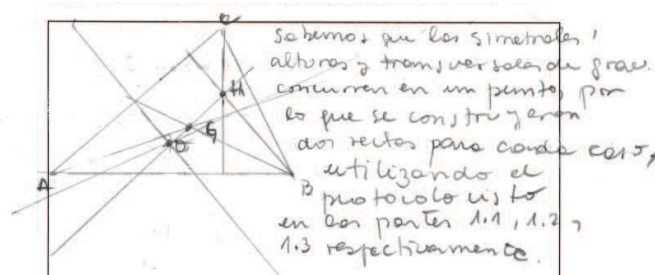 C
sabemos que las simetrales,
alturas y transversales de grav.
H
concurren en un punto, por
lo que se construyeron
G
dos rectas para cada caso,
O
utilizando el
A
B
protocolo visto
en las partes 1.1, 1.2,
1.3 respectivamente.